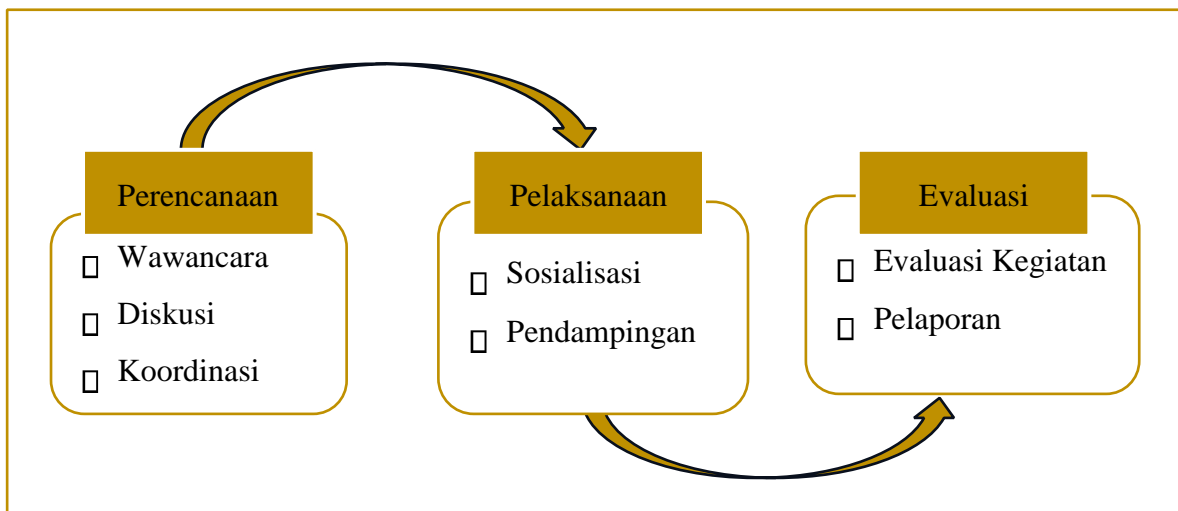 Perencanaan
Wawancara
Diskusi
Koordinasi
Pelaksanaan
Sosialisasi
Pendampingan
Evaluasi
Evaluasi Kegiatan
Pelaporan